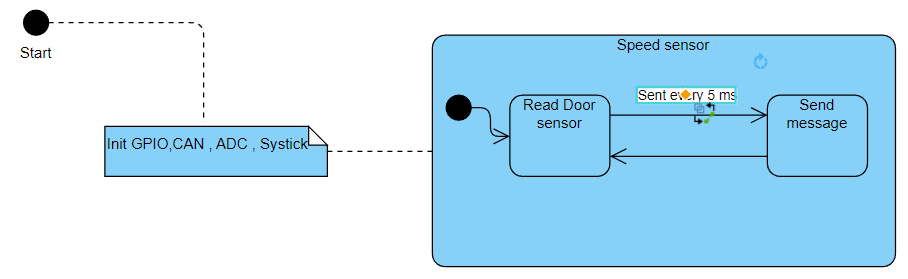 Start
Speed sensor
Sent every 5 ms
Read Door
sensor
Send
message
Init GPIO,CAN , ADC , Systick